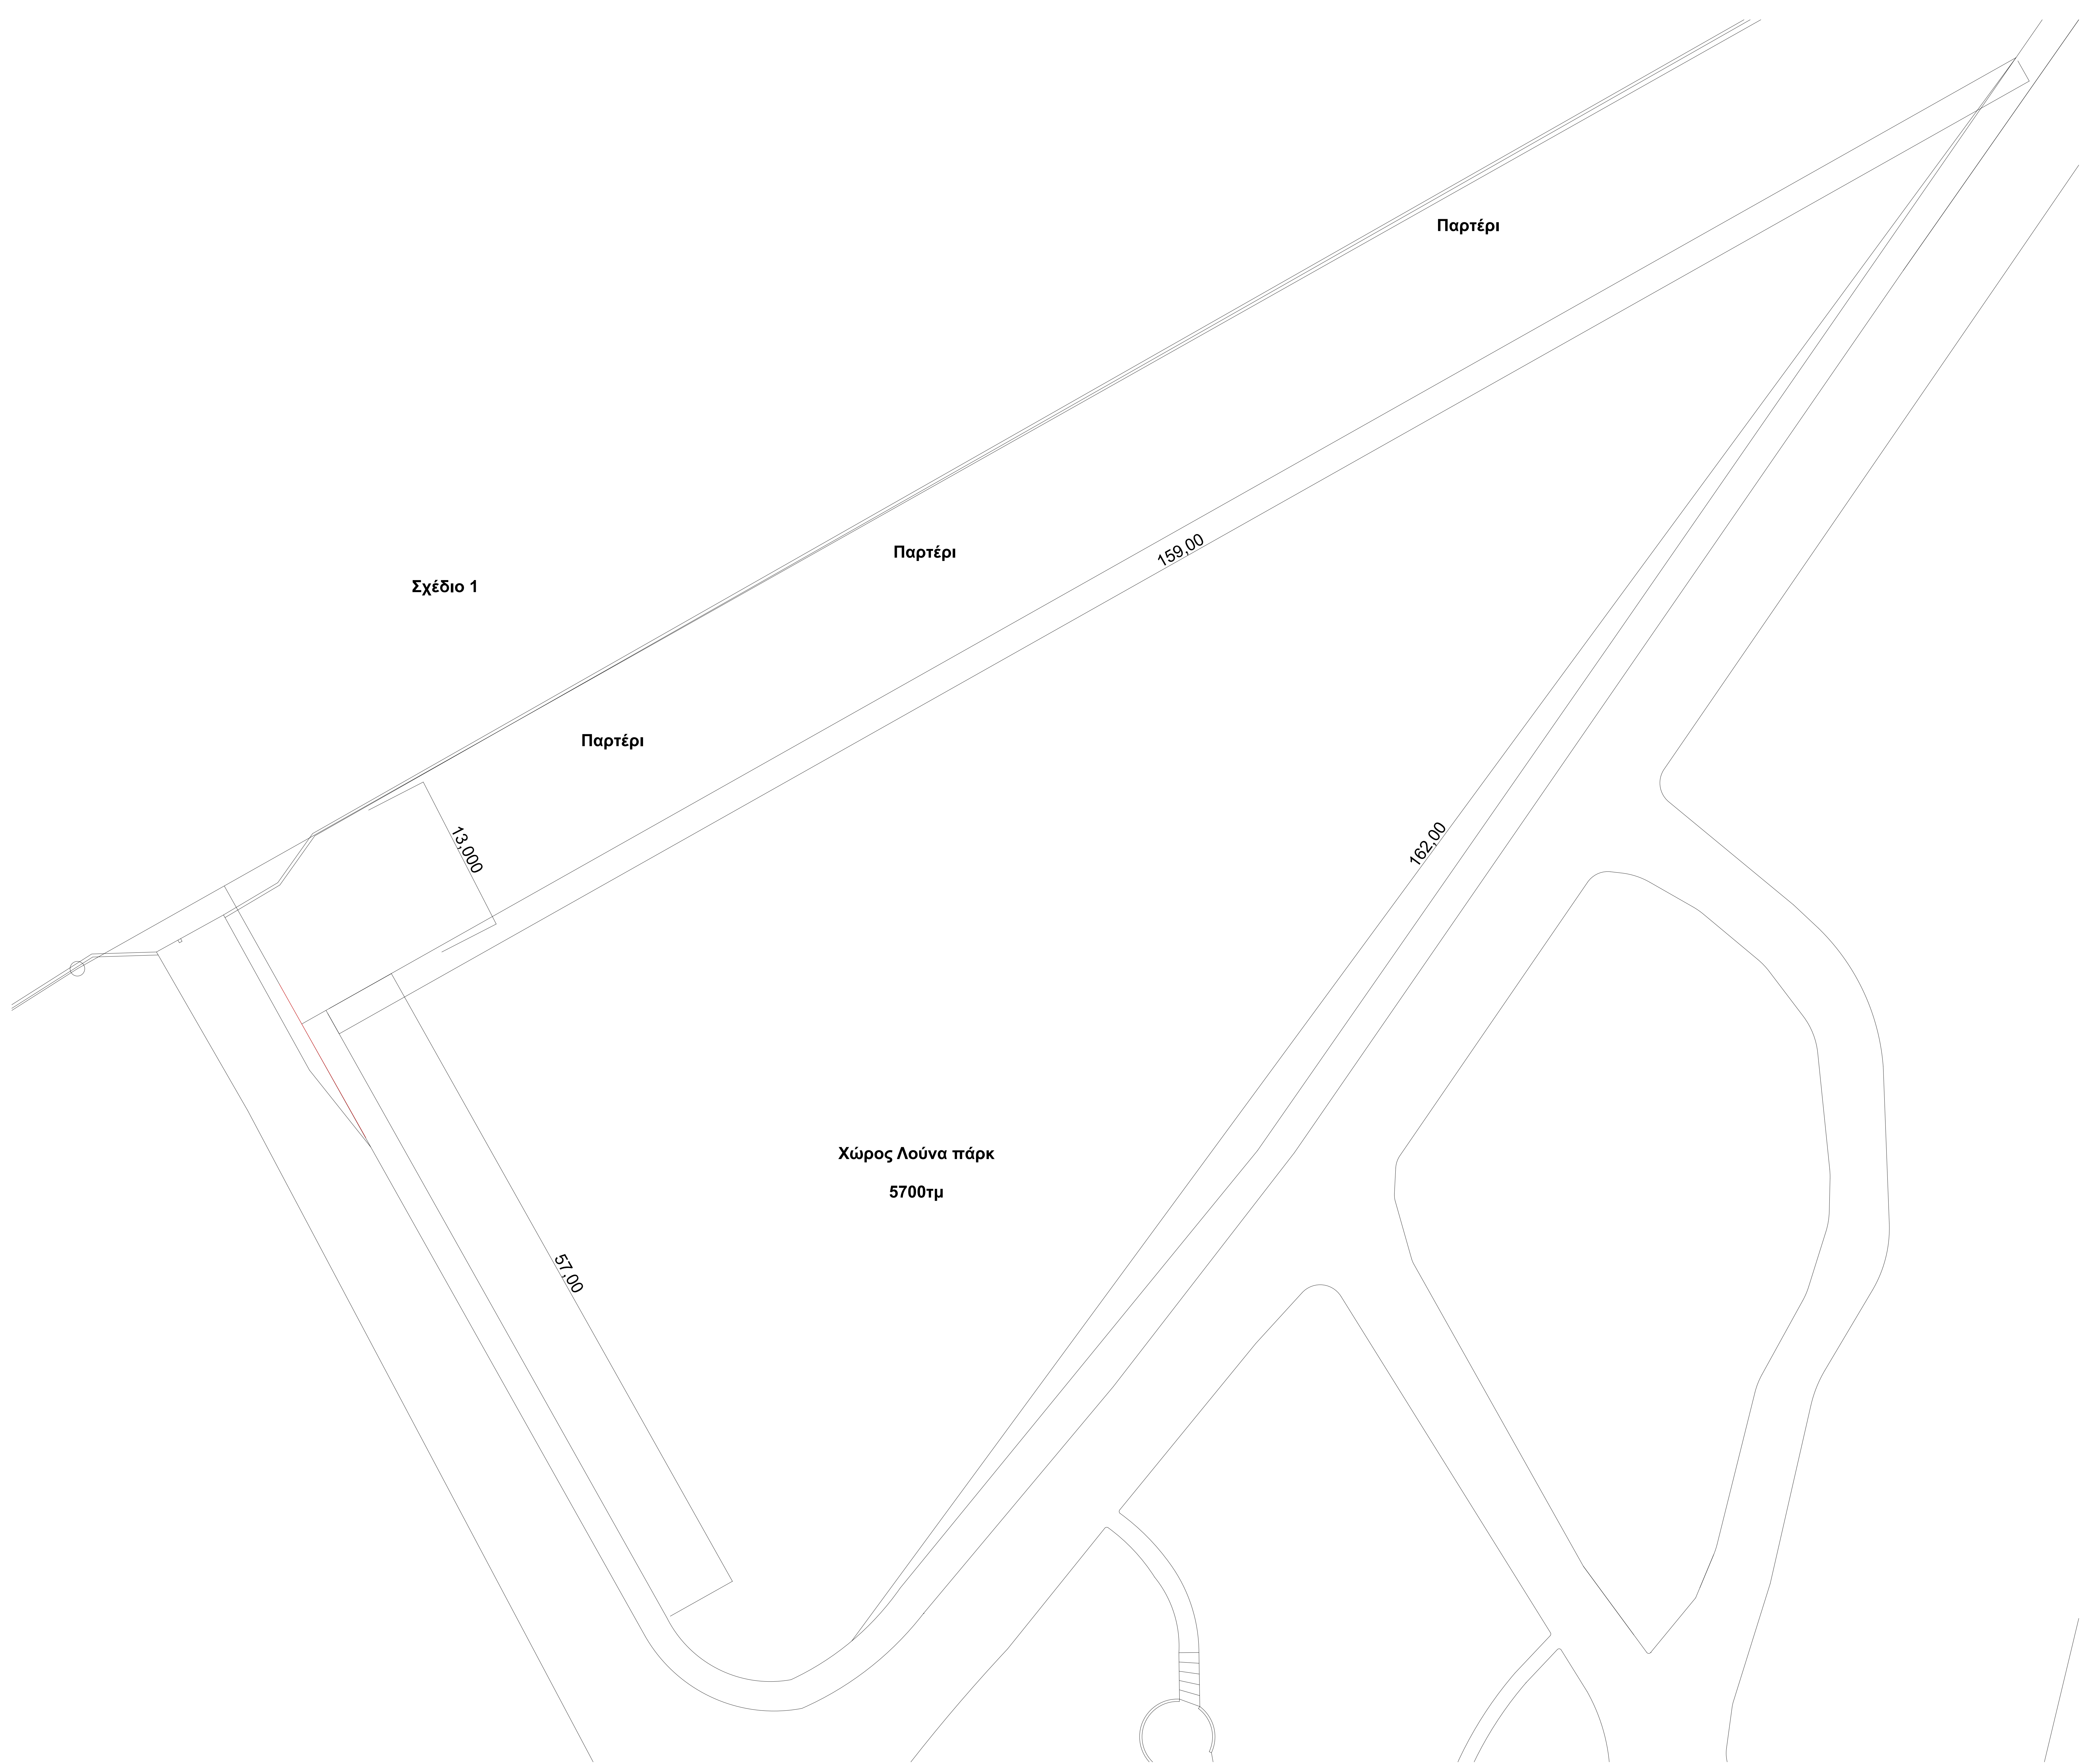 Παρτέρι
159,00
Παρτέρι
Σχέδιο 1
Παρτέρι
13,000
162,00
Χώρος Λούνα πάρκ
5700τμ
57,00